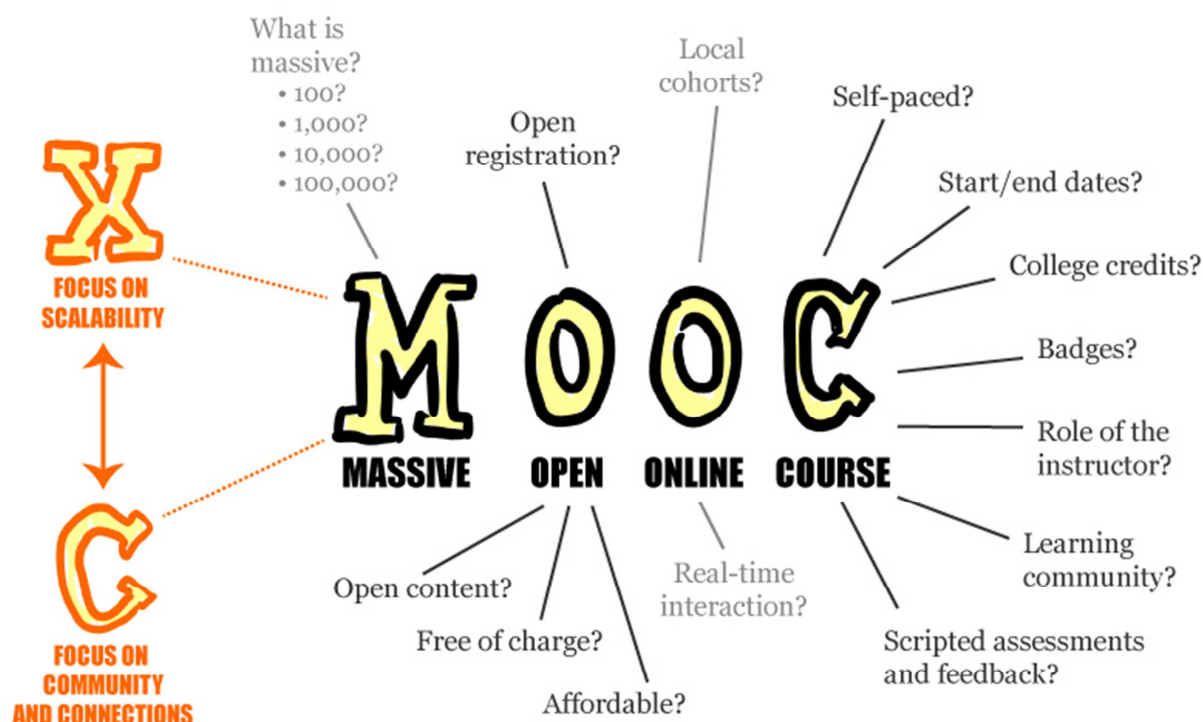 What is
massive?
• 100?
• 1,000?
• 10,000?
• 100,000?
Open
registration?
Local
cohorts?
Self-paced?
Start/end dates?
College credits?
Badges?
Role of the
instructor?
Learning
community?
Scripted assessments
and feedback?
X
FOCUS ON
SCALABILITY
C
FOCUS ON
COMMUNITY
AND CONNECTIONS
MOOC
MASSIVE OPEN ONLINE COURSE
Open content?
Free of charge?
Affordable?
Real-time
interaction?